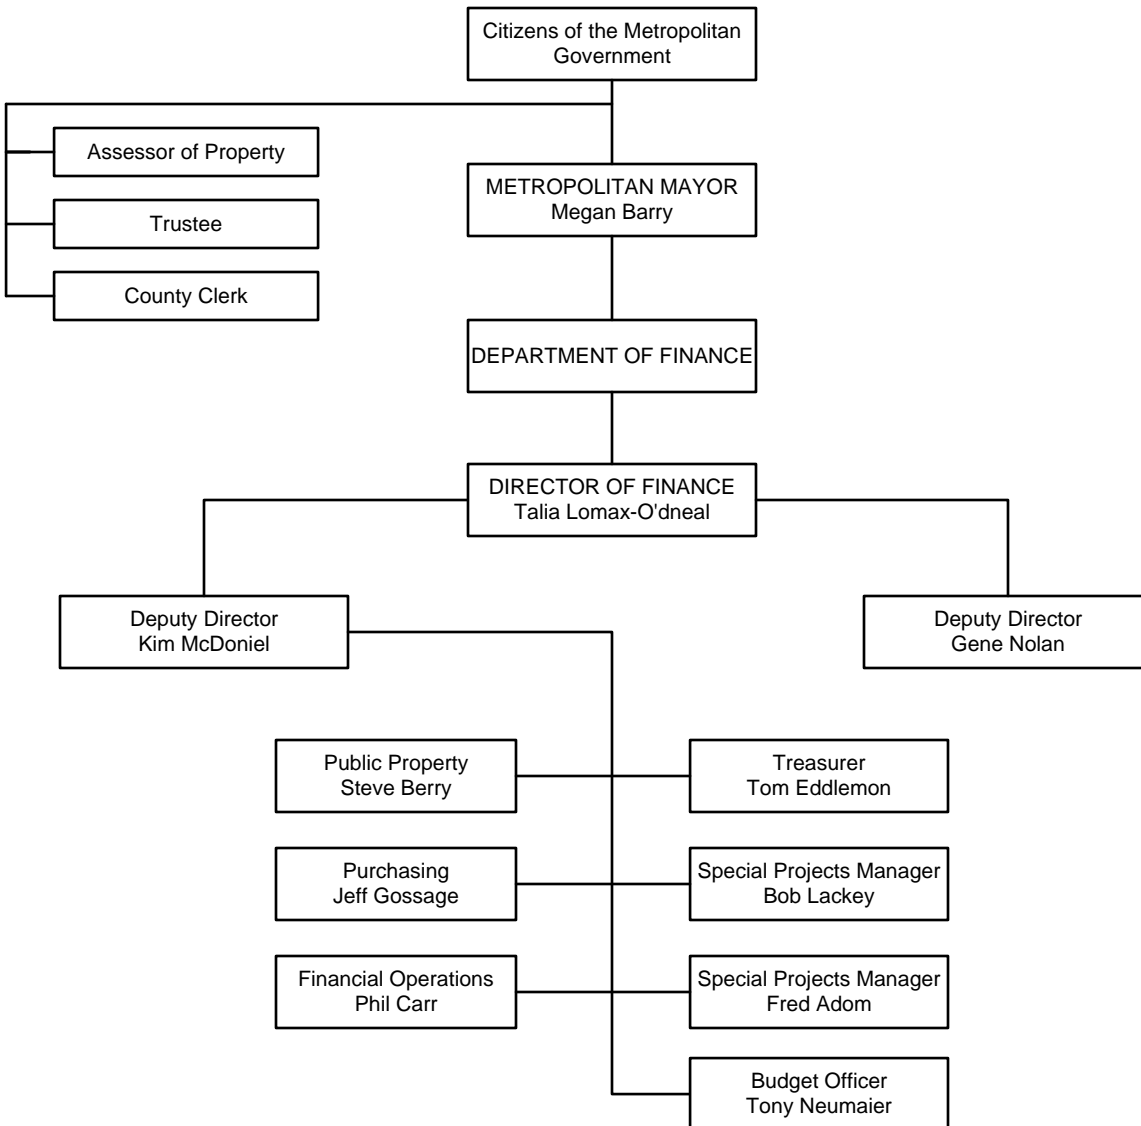 Citizens of the Metropolitan
Government
Assessor of Property
METROPOLITAN MAYOR
Megan Barry
Trustee
County Clerk
DEPARTMENT OF FINANCE
DIRECTOR OF FINANCE
Talia Lomax-O'dneal
Deputy Director
Kim McDoniel
Deputy Director
Gene Nolan
Public Property
Steve Berry
Treasurer
Tom Eddlemon
Purchasing
Jeff Gossage
Special Projects Manager
Bob Lackey
Financial Operations
Phil Carr
Special Projects Manager
Fred Adom
Budget Officer
Tony Neumaier